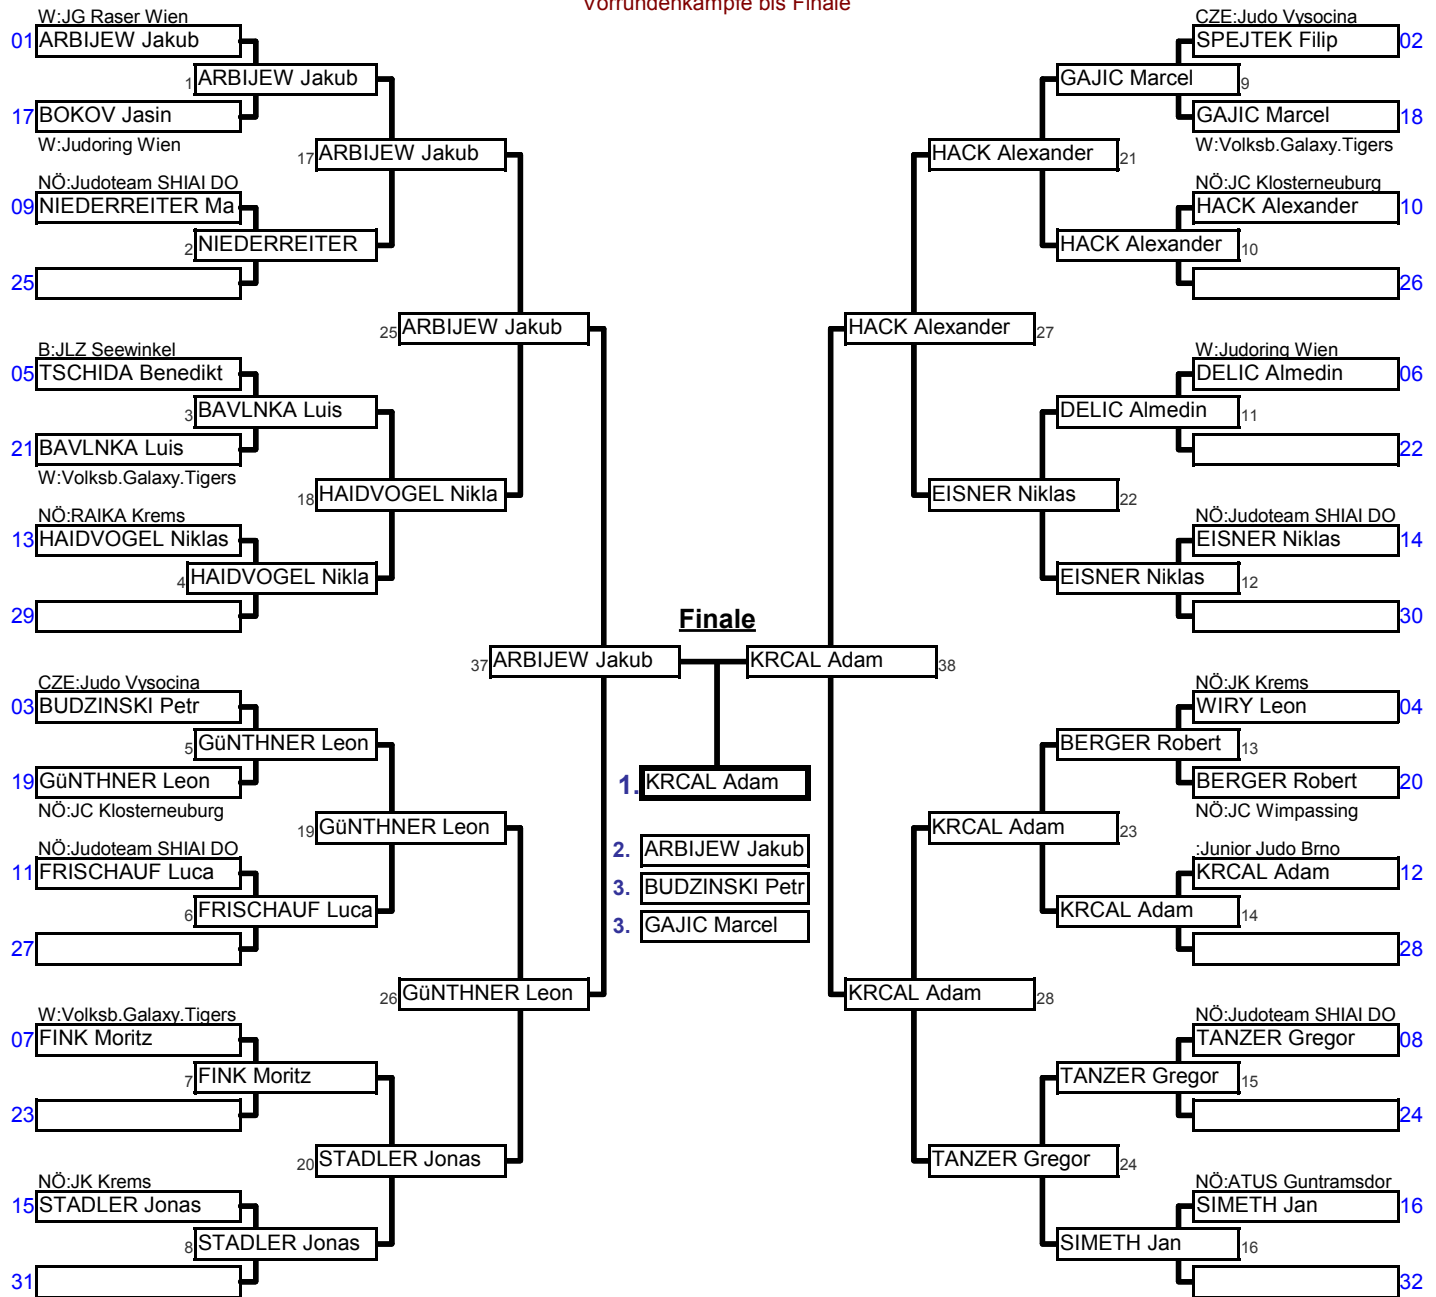 Vorrundenkämpfe bis Finale
W:JG Raser Wien
01 ARBIJEW Jakub
1 ARBIJEW Jakub
17 BOKOV Jasin
W:Judoring Wien
17 ARBIJEW Jakub
NÖ:Judoteam SHIAI DO
09 NIEDERREITER Ma
2 NIEDERREITER
25
25 ARBIJEW Jakub
B:JLZ Seewinkel
05 TSCHIDA Benedikt
3 BAVLNKA Luis
21 BAVLNKA Luis
W:Volksb.Galaxy.Tigers
18 HAIDVOGEL Nikla
NÖ:RAIKA Krems
13 HAIDVOGEL Niklas
4 HAIDVOGEL Nikla
29
37 ARBIJEW Jakub
CZE:Judo Vysocina
03 BUDZINSKI Petr
5 GüNTHNER Leon
19 GüNTHNER Leon
NÖ:JC Klosterneuburg
19 GüNTHNER Leon
NÖ:Judoteam SHIAI DO
11 FRISCHAUF Luca
6 FRISCHAUF Luca
27
26 GüNTHNER Leon
W:Volksb.Galaxy.Tigers
07 FINK Moritz
7 FINK Moritz
23
20 STADLER Jonas
NÖ:JK Krems
15 STADLER Jonas
8 STADLER Jonas
31
Finale
1. KRCAL Adam
2. ARBIJEW Jakub
3. BUDZINSKI Petr
3. GAJIC Marcel
CZE:Judo Vysocina
SPEJTEK Filip 02
GAJIC Marcel 9
GAJIC Marcel 18
W:Volksb.Galaxy.Tigers
HACK Alexander 21
NÖ:JC Klosterneuburg
HACK Alexander 10
HACK Alexander 10
26
HACK Alexander 27
W:Judoring Wien
DELIC Almedin 06
DELIC Almedin 11
22
EISNER Niklas 22
NÖ:Judoteam SHIAI DO
EISNER Niklas 14
EISNER Niklas 12
30
KRCAL Adam 38
NÖ:JK Krems
WIRY Leon 04
BERGER Robert 13
BERGER Robert 20
NÖ:JC Wimpassing
KRCAL Adam 23
:Junior Judo Brno
KRCAL Adam 12
KRCAL Adam 14
28
KRCAL Adam 28
NÖ:Judoteam SHIAI DO
TANZER Gregor 08
TANZER Gregor 15
24
TANZER Gregor 24
NÖ:ATUS Guntramsdor
SIMETH Jan 16
SIMETH Jan 16
32